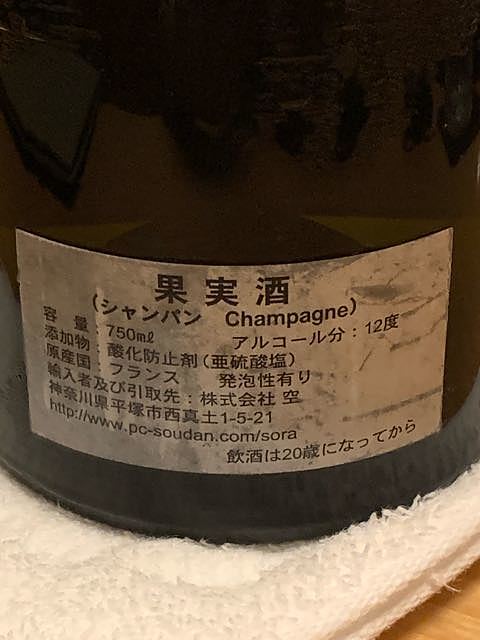 果実酒
(シャンパン Champagne)
容 量：750mℓ アルコール分：12度
添加物：酸化防止剤(亜硫酸塩)
原産国：フランス 発泡性有り
輸入者及び引取先：株式会社 空
神奈川県平塚市西真土1-5-21
http://www.pc-soudan.com/sora
飲酒は20歳になってから